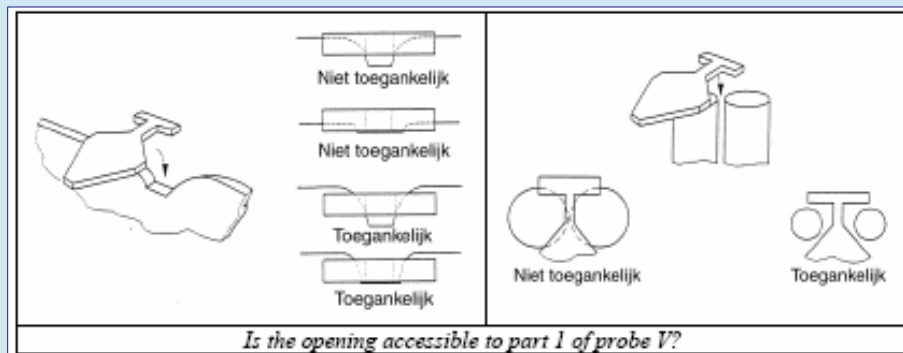 Niet toegankelijk
Niet toegankelijk
Toegankelijk
Toegankelijk
Niet toegankelijk
Toegankelijk
Is the opening accessible to part 1 of probe V?